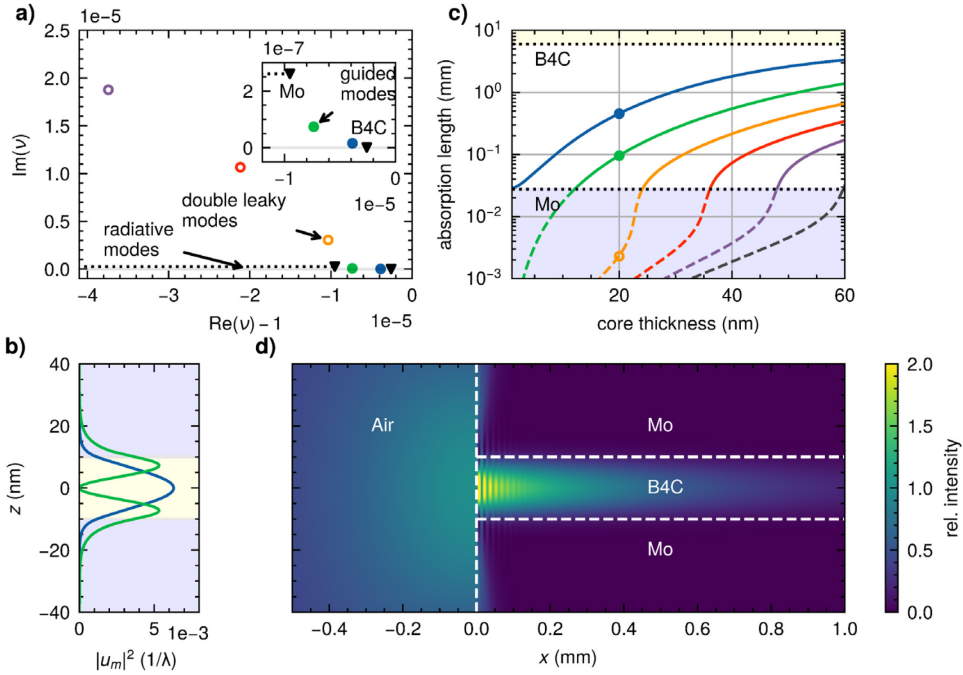 a)
1e-5
Im(ν)
2.5
2.0
1.5
1.0
0.5
0.0
−4
−3
−2
−1
0
Re(ν) − 1
1e-5
1e-7
2
0
−1
0
1e-5
Mo
guided
modes
B4C
double leaky
modes
radiative
modes
c)
absorption length (mm)
10¹
10⁰
10⁻¹
10⁻²
10⁻³
B4C
Mo
20
40
60
core thickness (nm)
b)
z (nm)
40
20
0
−20
−40
0
5
1e-3
|uₘ|² (1/λ)
d)
Air
Mo
B4C
Mo
−0.4
−0.2
0.0
0.2
0.4
0.6
0.8
1.0
x (mm)
2.0
1.5
1.0
0.5
0.0
rel. intensity